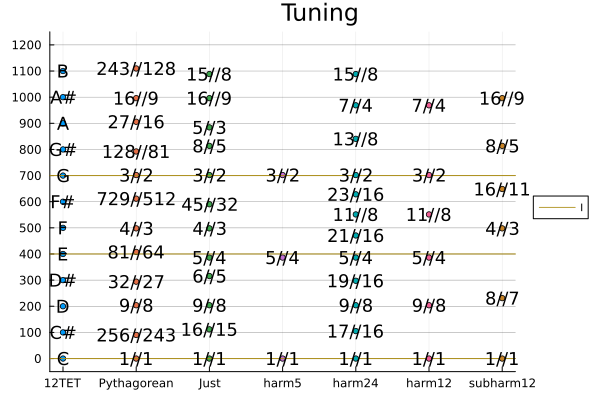 Tuning
1200
1100
1000
900
800
700
600
500
400
300
200
100
0
B 243//128 15//8 15//8
A# 16//9 16//9 7//4 7//4 16//9
A 27//16 5//3 13//8
G# 128//81 8//5 8//5
G 3//2 3//2 3//2 3//2 3//2
F# 729//512 45//32 23//16 16//11
11//8 11//8
F 4//3 4//3 21//16 4//3
E 81//64 5//4 5//4 5//4 5//4
D# 32//27 6//5 19//16
D 9//8 9//8 9//8 9//8 8//7
C# 256//243 16//15 17//16
C 1//1 1//1 1//1 1//1 1//1 1//1
12TET Pythagorean Just harm5 harm24 harm12 subharm12
l